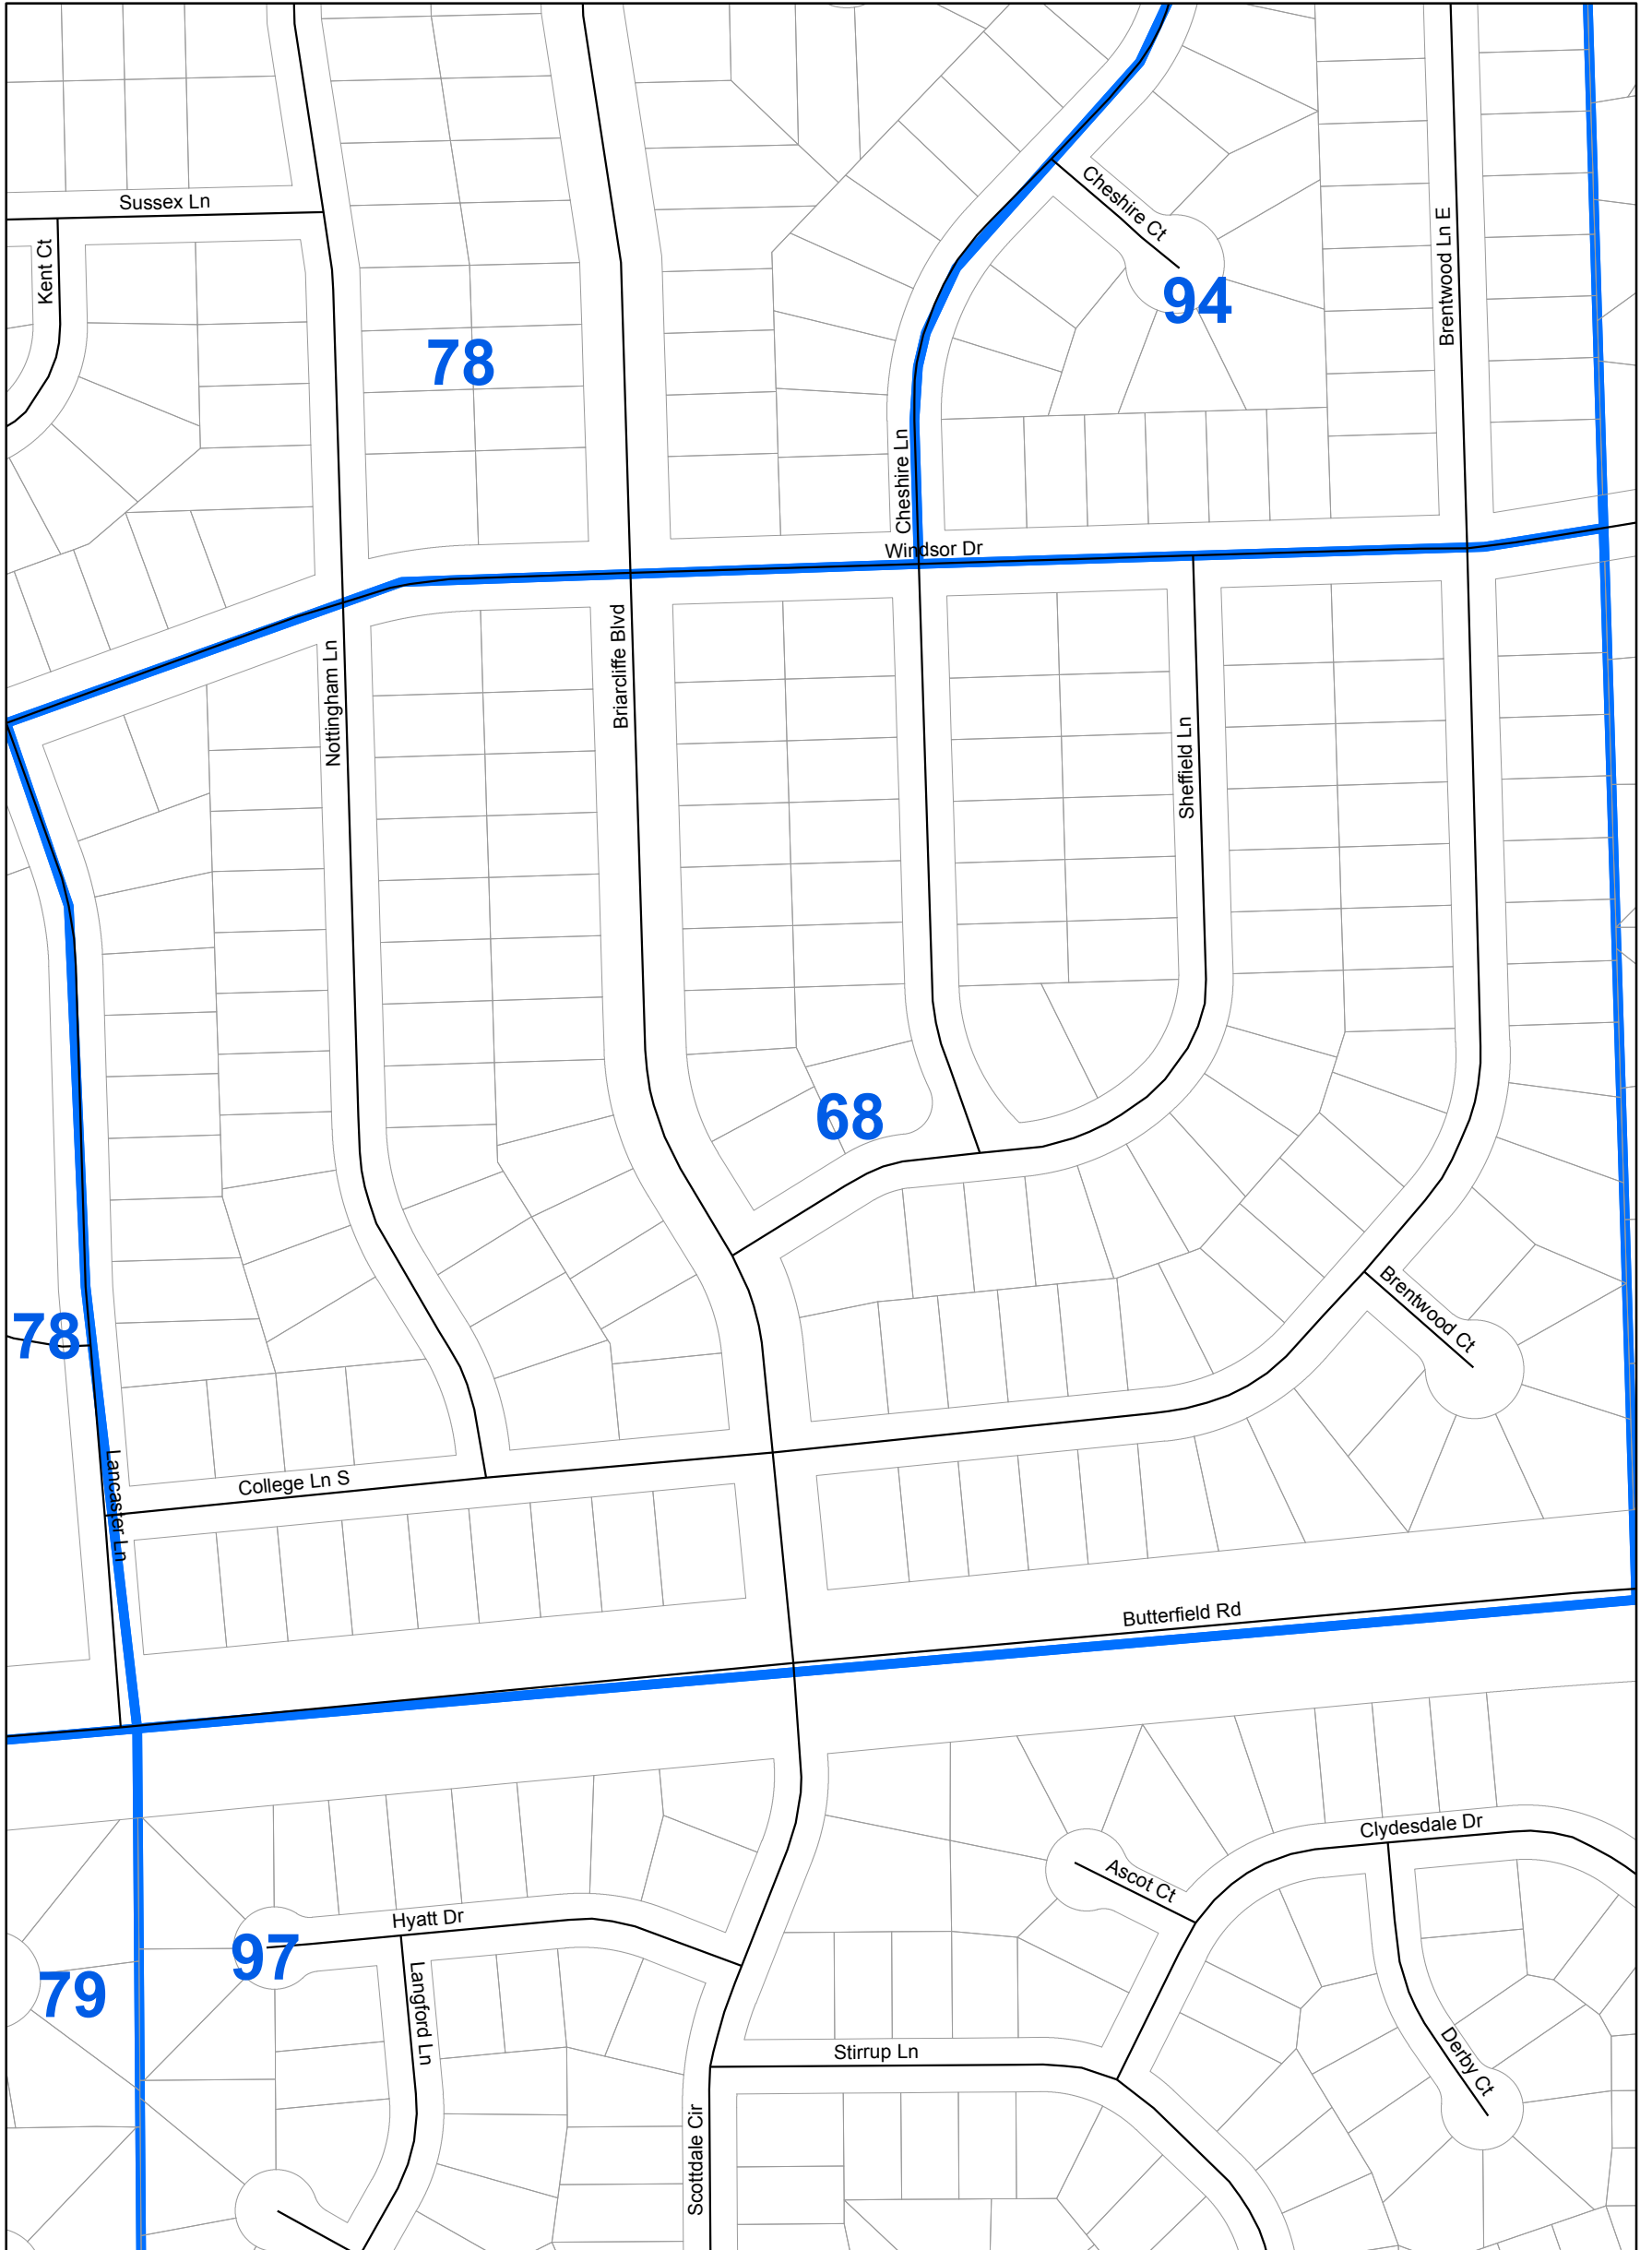 Sussex Ln
Kent Ct
Cheshire Ct
Brentwood Ln E
94
78
Cheshire Ln
Windsor Dr
Nottingham Ln
Briarcliffe Blvd
Sheffield Ln
68
Brentwood Ct
78
Lancaster Ln
College Ln S
Butterfield Rd
Clydesdale Dr
Ascot Ct
Hyatt Dr
97
79
Langford Ln
Stirrup Ln
Derby Ct
Scottdale Cir